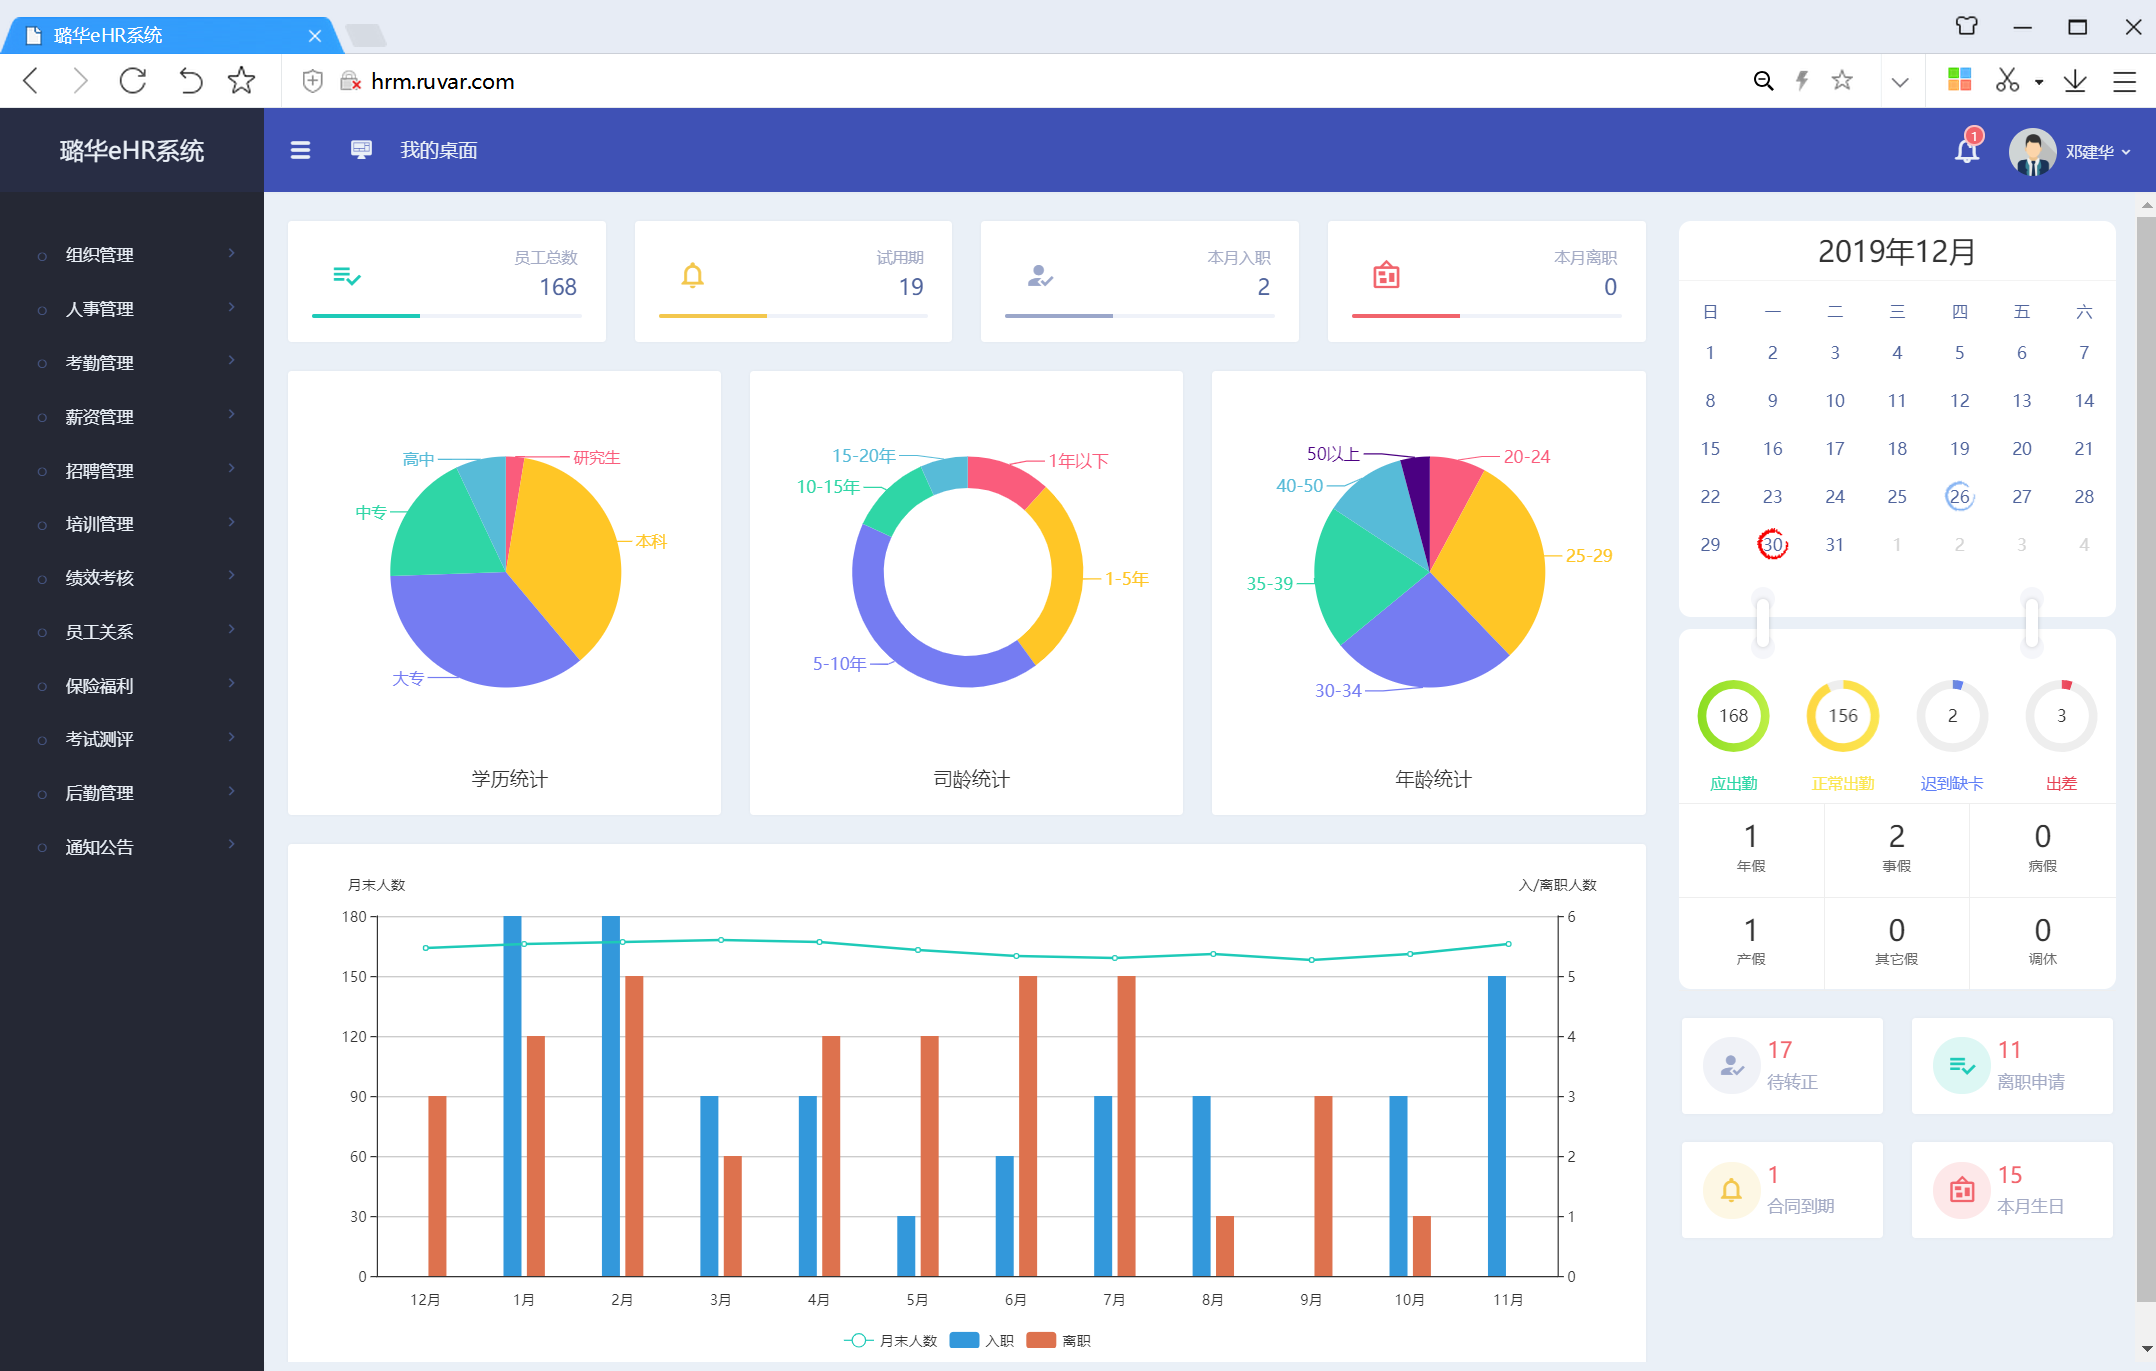 璐华eHR系统
hrm.ruvar.com
璐华eHR系统
我的桌面
1
邓建华
组织管理
人事管理
考勤管理
薪资管理
招聘管理
培训管理
绩效考核
员工关系
保险福利
考试测评
后勤管理
通知公告
员工总数
168
试用期
19
本月入职
2
本月离职
0
高中
研究生
中专
本科
大专
学历统计
15-20年
1年以下
10-15年
1-5年
5-10年
司龄统计
50以上
20-24
40-50
25-29
35-39
30-34
年龄统计
月末人数 入/离职人数
180 6
150 5
120 4
90 3
60 2
30 1
0 0
12月 1月 2月 3月 4月 5月 6月 7月 8月 9月 10月 11月
月末人数 入职 离职
2019年12月
日 一 二 三 四 五 六
1 2 3 4 5 6 7
8 9 10 11 12 13 14
15 16 17 18 19 20 21
22 23 24 25 26 27 28
29 30 31 1 2 3 4
168 156 2 3
应出勤 正常出勤 迟到缺卡 出差
1 2 0
年假 事假 病假
1 0 0
产假 其它假 调休
17
待转正
11
离职申请
1
合同到期
15
本月生日